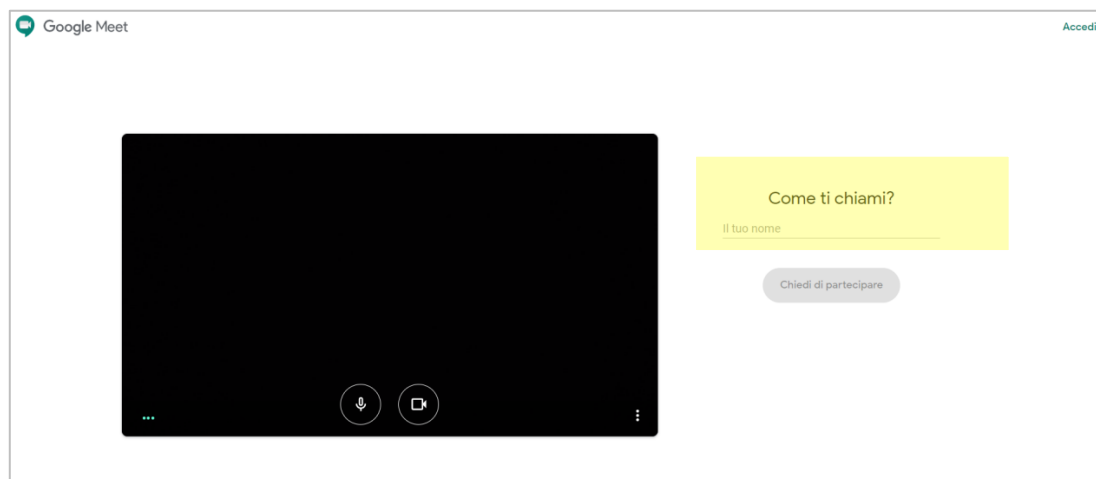 Google Meet
Accedi
Come ti chiami?
Il tuo nome
Chiedi di partecipare